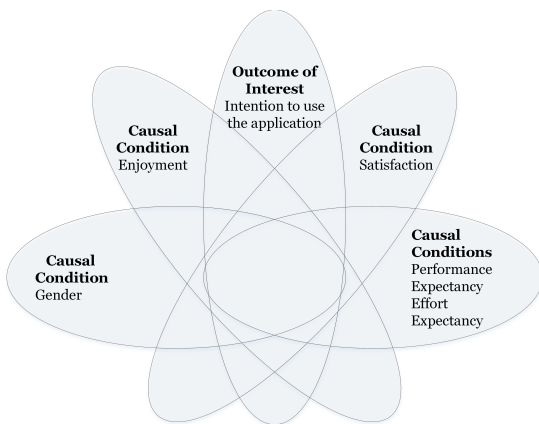 Outcome of
Interest
Intention to use
the application
Causal
Condition
Enjoyment
Causal
Condition
Satisfaction
Causal
Condition
Gender
Causal
Conditions
Performance
Expectancy
Effort
Expectancy